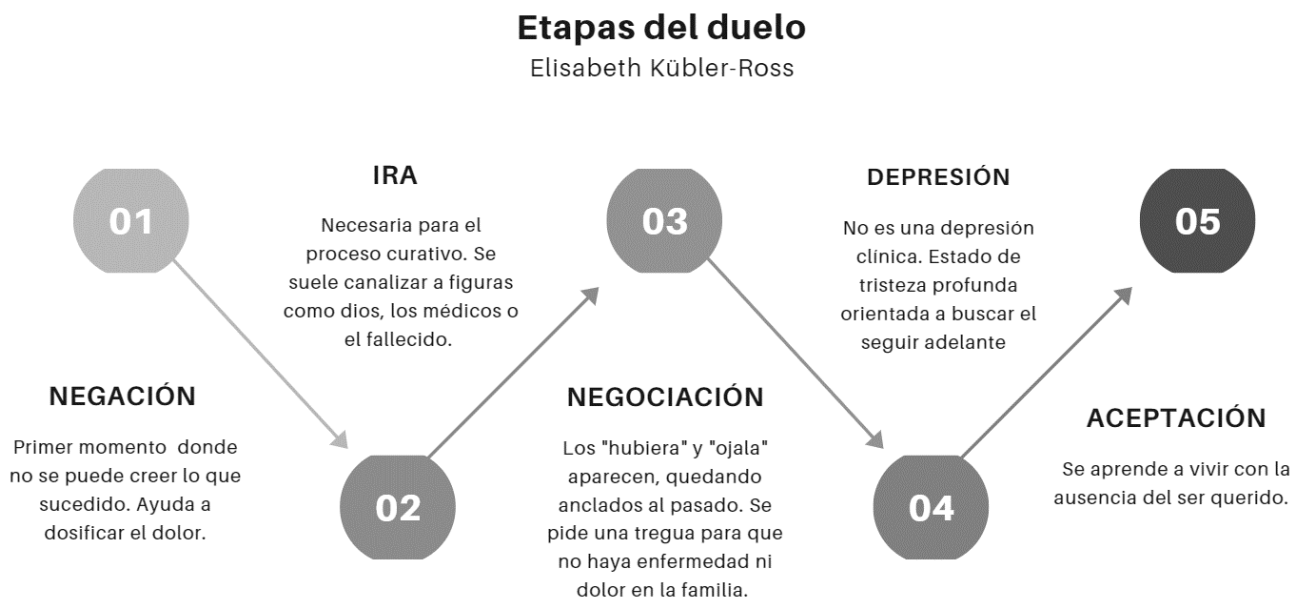 Etapas del duelo
Elisabeth Kübler-Ross
01
NEGACIÓN
Primer momento donde
no se puede creer lo que
sucedido. Ayuda a
dosificar el dolor.
IRA
Necesaria para el
proceso curativo. Se
suele canalizar a figuras
como dios, los médicos o
el fallecido.
02
03
NEGOCIACIÓN
Los "hubiera" y "ojala"
aparecen, quedando
anclados al pasado. Se
pide una tregua para que
no haya enfermedad ni
dolor en la familia.
DEPRESIÓN
No es una depresión
clínica. Estado de
tristeza profunda
orientada a buscar el
seguir adelante
04
05
ACEPTACIÓN
Se aprende a vivir con la
ausencia del ser querido.